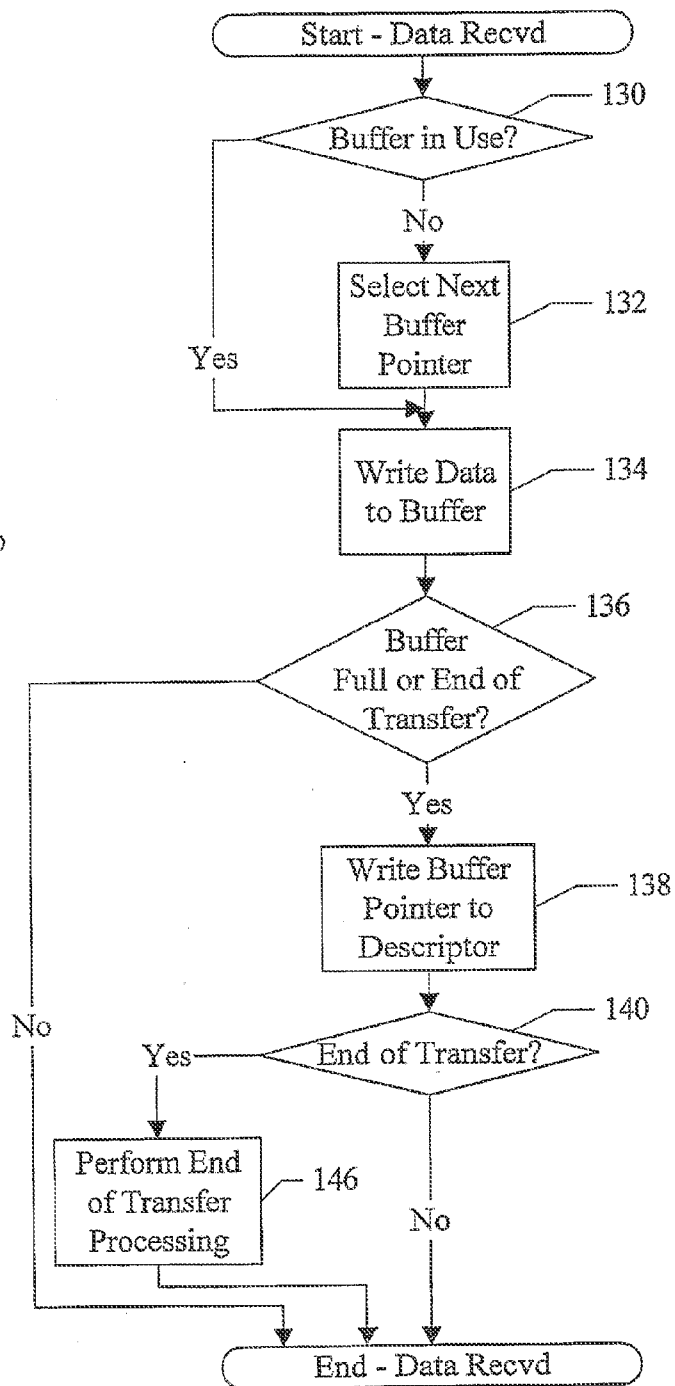 Start - Data Recvd
130
Buffer in Use?
No
Select Next
Buffer
Pointer
132
Yes
Write Data
to Buffer
134
136
Buffer
Full or End of
Transfer?
Yes
Write Buffer
Pointer to
Descriptor
138
No
140
Yes
End of Transfer?
Perform End
of Transfer
Processing
146
No
End - Data Recvd